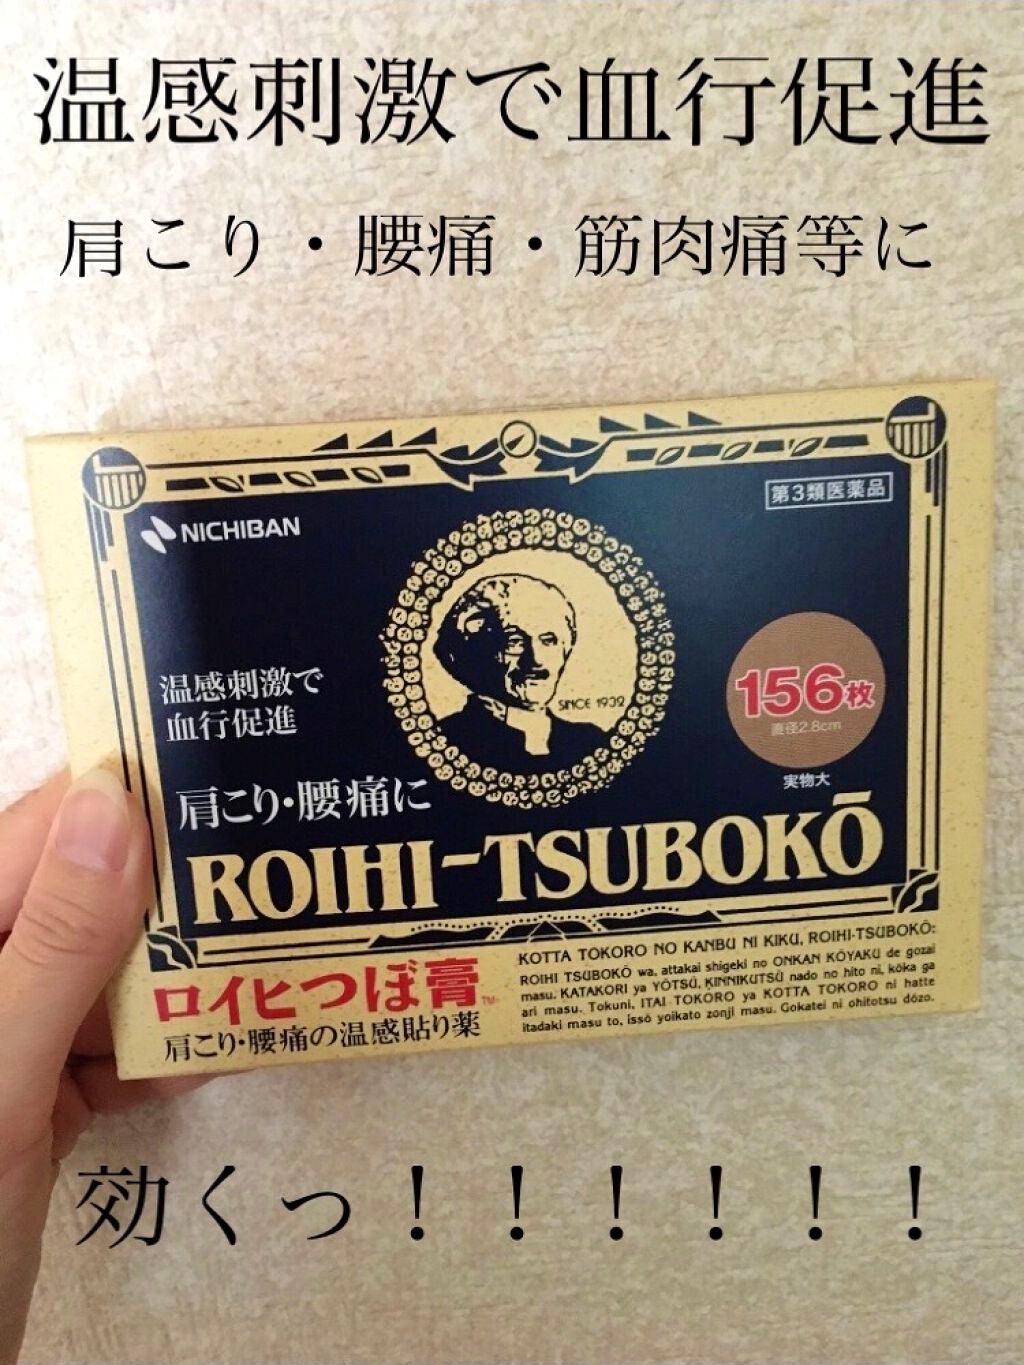 温感刺激で血行促進
肩こり・腰痛・筋肉痛等に
NICHIBAN
第3類医薬品
SINCE 1932
156枚
直径2.8cm
実物大
温感刺激で
血行促進
肩こり・腰痛に
ROIHI-TSUBOKŌ
ロイヒつぼ膏™
肩こり・腰痛の温感貼り薬
KOTTA TOKORO NO KANBU NI KIKU, ROIHI-TSUBOKŌ:
ROIHI TSUBOKŌ wa, attakai shigeki no ONKAN KŌYAKU de gozai
masu. KATAKORI ya YŌTSŪ, KINNIKUTSŪ nado no hito ni, kōka ga
ari masu. Tokuni, ITAI TOKORO ya KOTTA TOKORO ni hatte
itadaki masu to, issō yoikato zonji masu. Gokatei ni ohitotsu dōzo.
効くっ！！！！！！